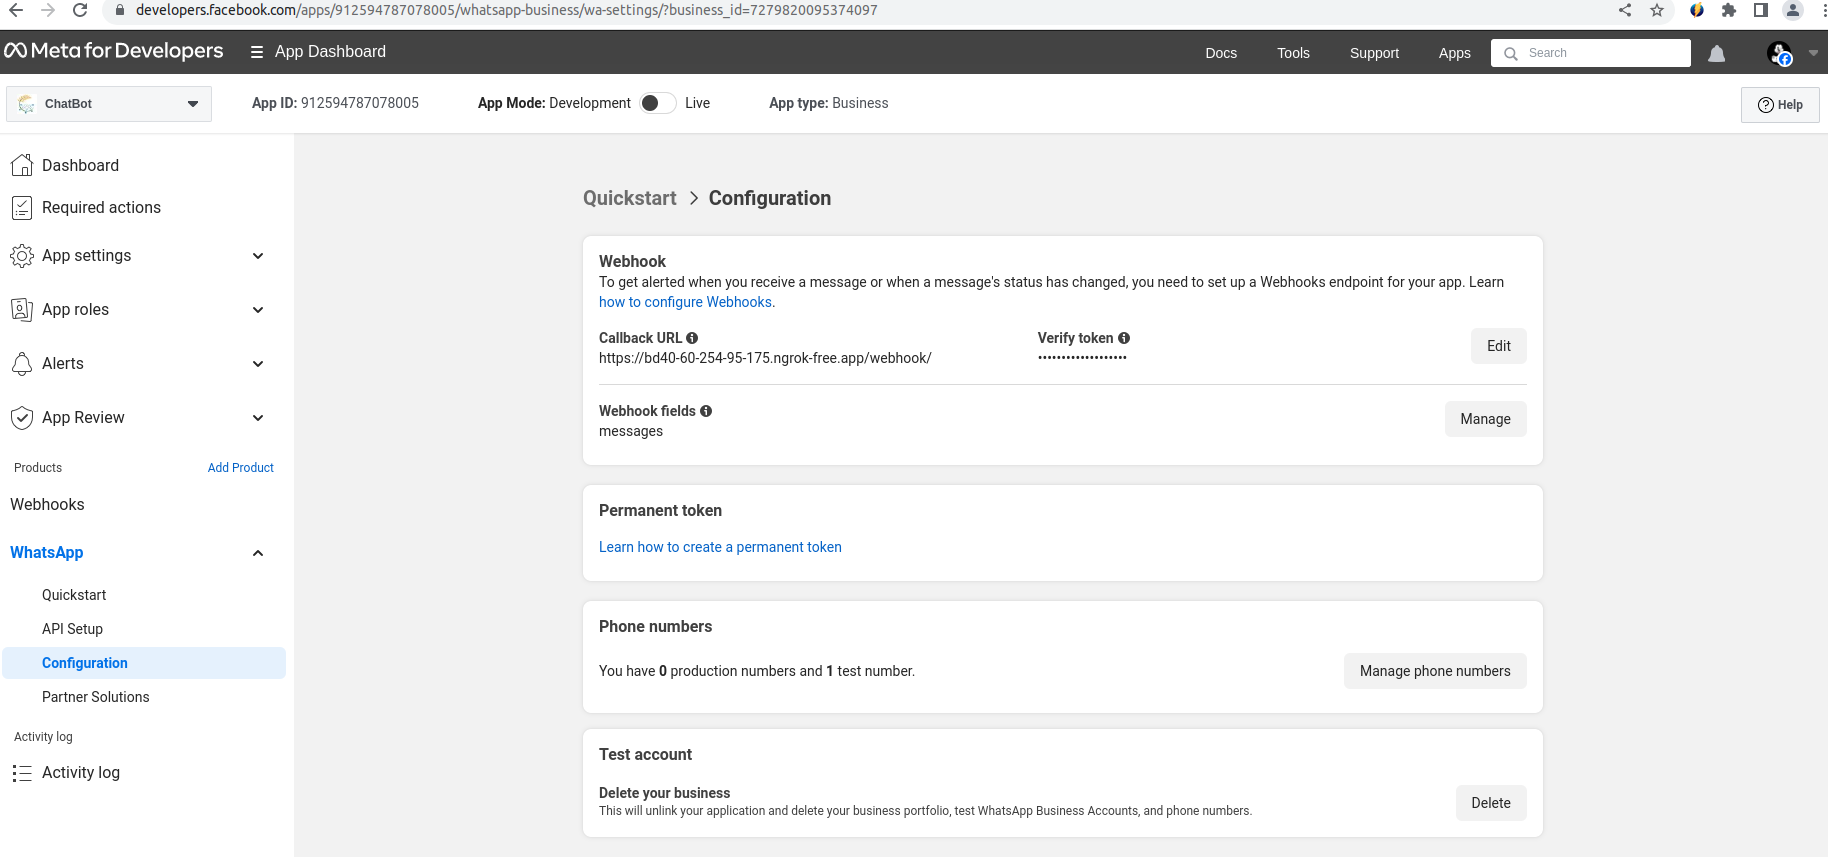 developers.facebook.com/apps/912594787078005/whatsapp-business/wa-settings/?business_id=7279820095374097
Meta for Developers
App Dashboard
Docs
Tools
Support
Apps
Search
ChatBot
App ID: 912594787078005
App Mode: Development
Live
App type: Business
Help
Dashboard
Required actions
App settings
App roles
Alerts
App Review
Products
Add Product
Webhooks
WhatsApp
Quickstart
API Setup
Configuration
Partner Solutions
Activity log
Activity log
Quickstart > Configuration
Webhook
To get alerted when you receive a message or when a message's status has changed, you need to set up a Webhooks endpoint for your app. Learn
how to configure Webhooks.
Callback URL
https://bd40-60-254-95-175.ngrok-free.app/webhook/
Verify token
•••••••••••••••••••
Edit
Webhook fields
messages
Manage
Permanent token
Learn how to create a permanent token
Phone numbers
You have 0 production numbers and 1 test number.
Manage phone numbers
Test account
Delete your business
This will unlink your application and delete your business portfolio, test WhatsApp Business Accounts, and phone numbers.
Delete